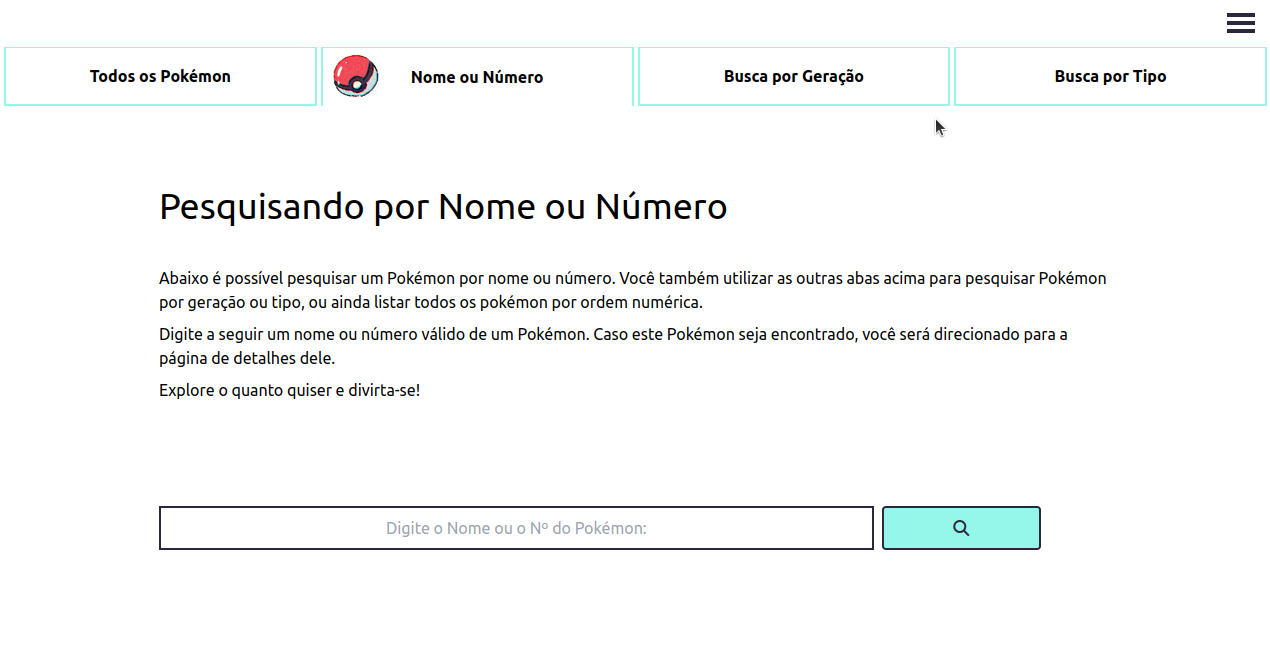 Todos os Pokémon
Nome ou Número
Busca por Geração
Busca por Tipo
Pesquisando por Nome ou Número
Abaixo é possível pesquisar um Pokémon por nome ou número. Você também utilizar as outras abas acima para pesquisar Pokémon
por geração ou tipo, ou ainda listar todos os pokémon por ordem numérica.
Digite a seguir um nome ou número válido de um Pokémon. Caso este Pokémon seja encontrado, você será direcionado para a
página de detalhes dele.
Explore o quanto quiser e divirta-se!
Digite o Nome ou o Nº do Pokémon: